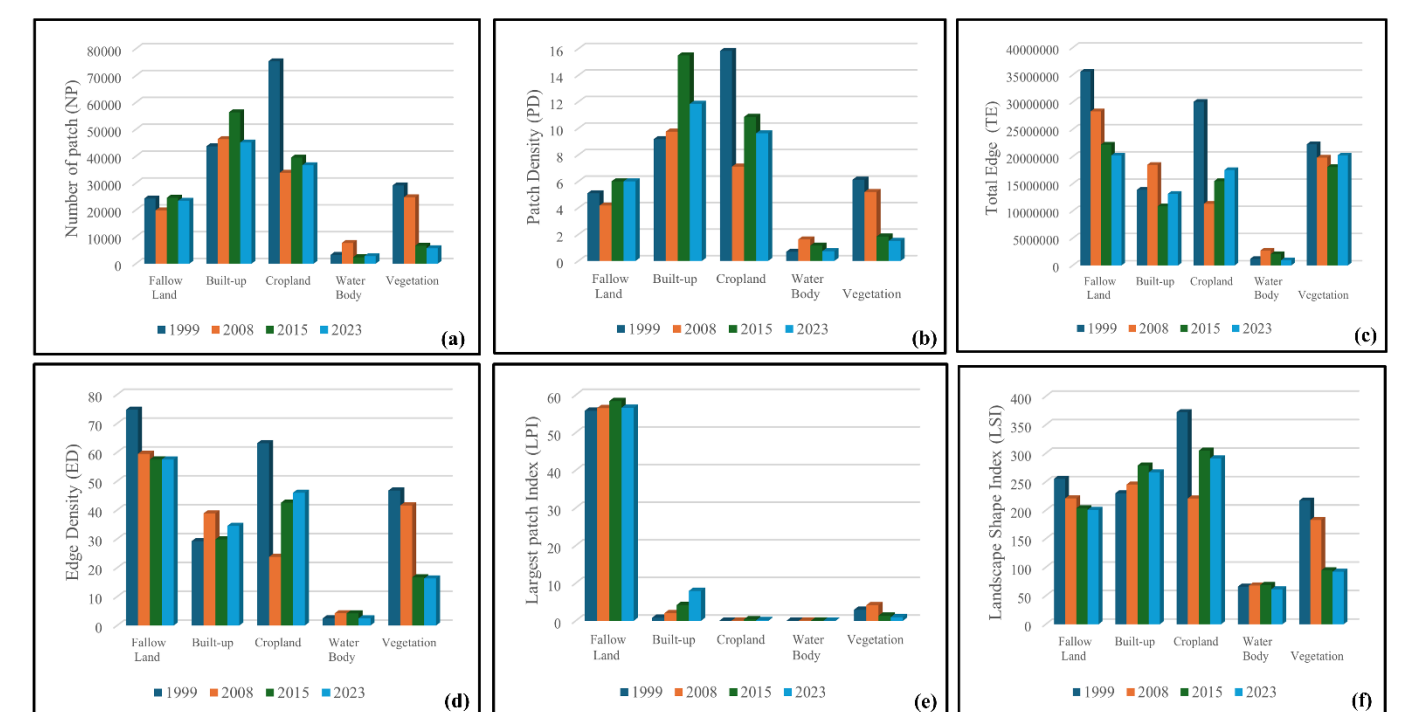 Number of patch (NP)
80000
70000
60000
50000
40000
30000
20000
10000
0
Fallow Land
Built-up
Cropland
Water Body
Vegetation
1999 2008 2015 2023
(a)
Patch Density (PD)
16
14
12
10
8
6
4
2
0
Fallow Land
Built-up
Cropland
Water Body
Vegetation
1999 2008 2015 2023
(b)
Total Edge (TE)
40000000
35000000
30000000
25000000
20000000
15000000
10000000
5000000
0
Fallow Land
Built-up
Cropland
Water Body
Vegetation
1999 2008 2015 2023
(c)
Edge Density (ED)
80
70
60
50
40
30
20
10
0
Fallow Land
Built-up
Cropland
Water Body
Vegetation
1999 2008 2015 2023
(d)
Largest patch Index (LPI)
60
50
40
30
20
10
0
Fallow Land
Built-up
Cropland
Water Body
Vegetation
1999 2008 2015 2023
(e)
Landscape Shape Index (LSI)
400
350
300
250
200
150
100
50
0
Fallow Land
Built-up
Cropland
Water Body
Vegetation
1999 2008 2015 2023
(f)